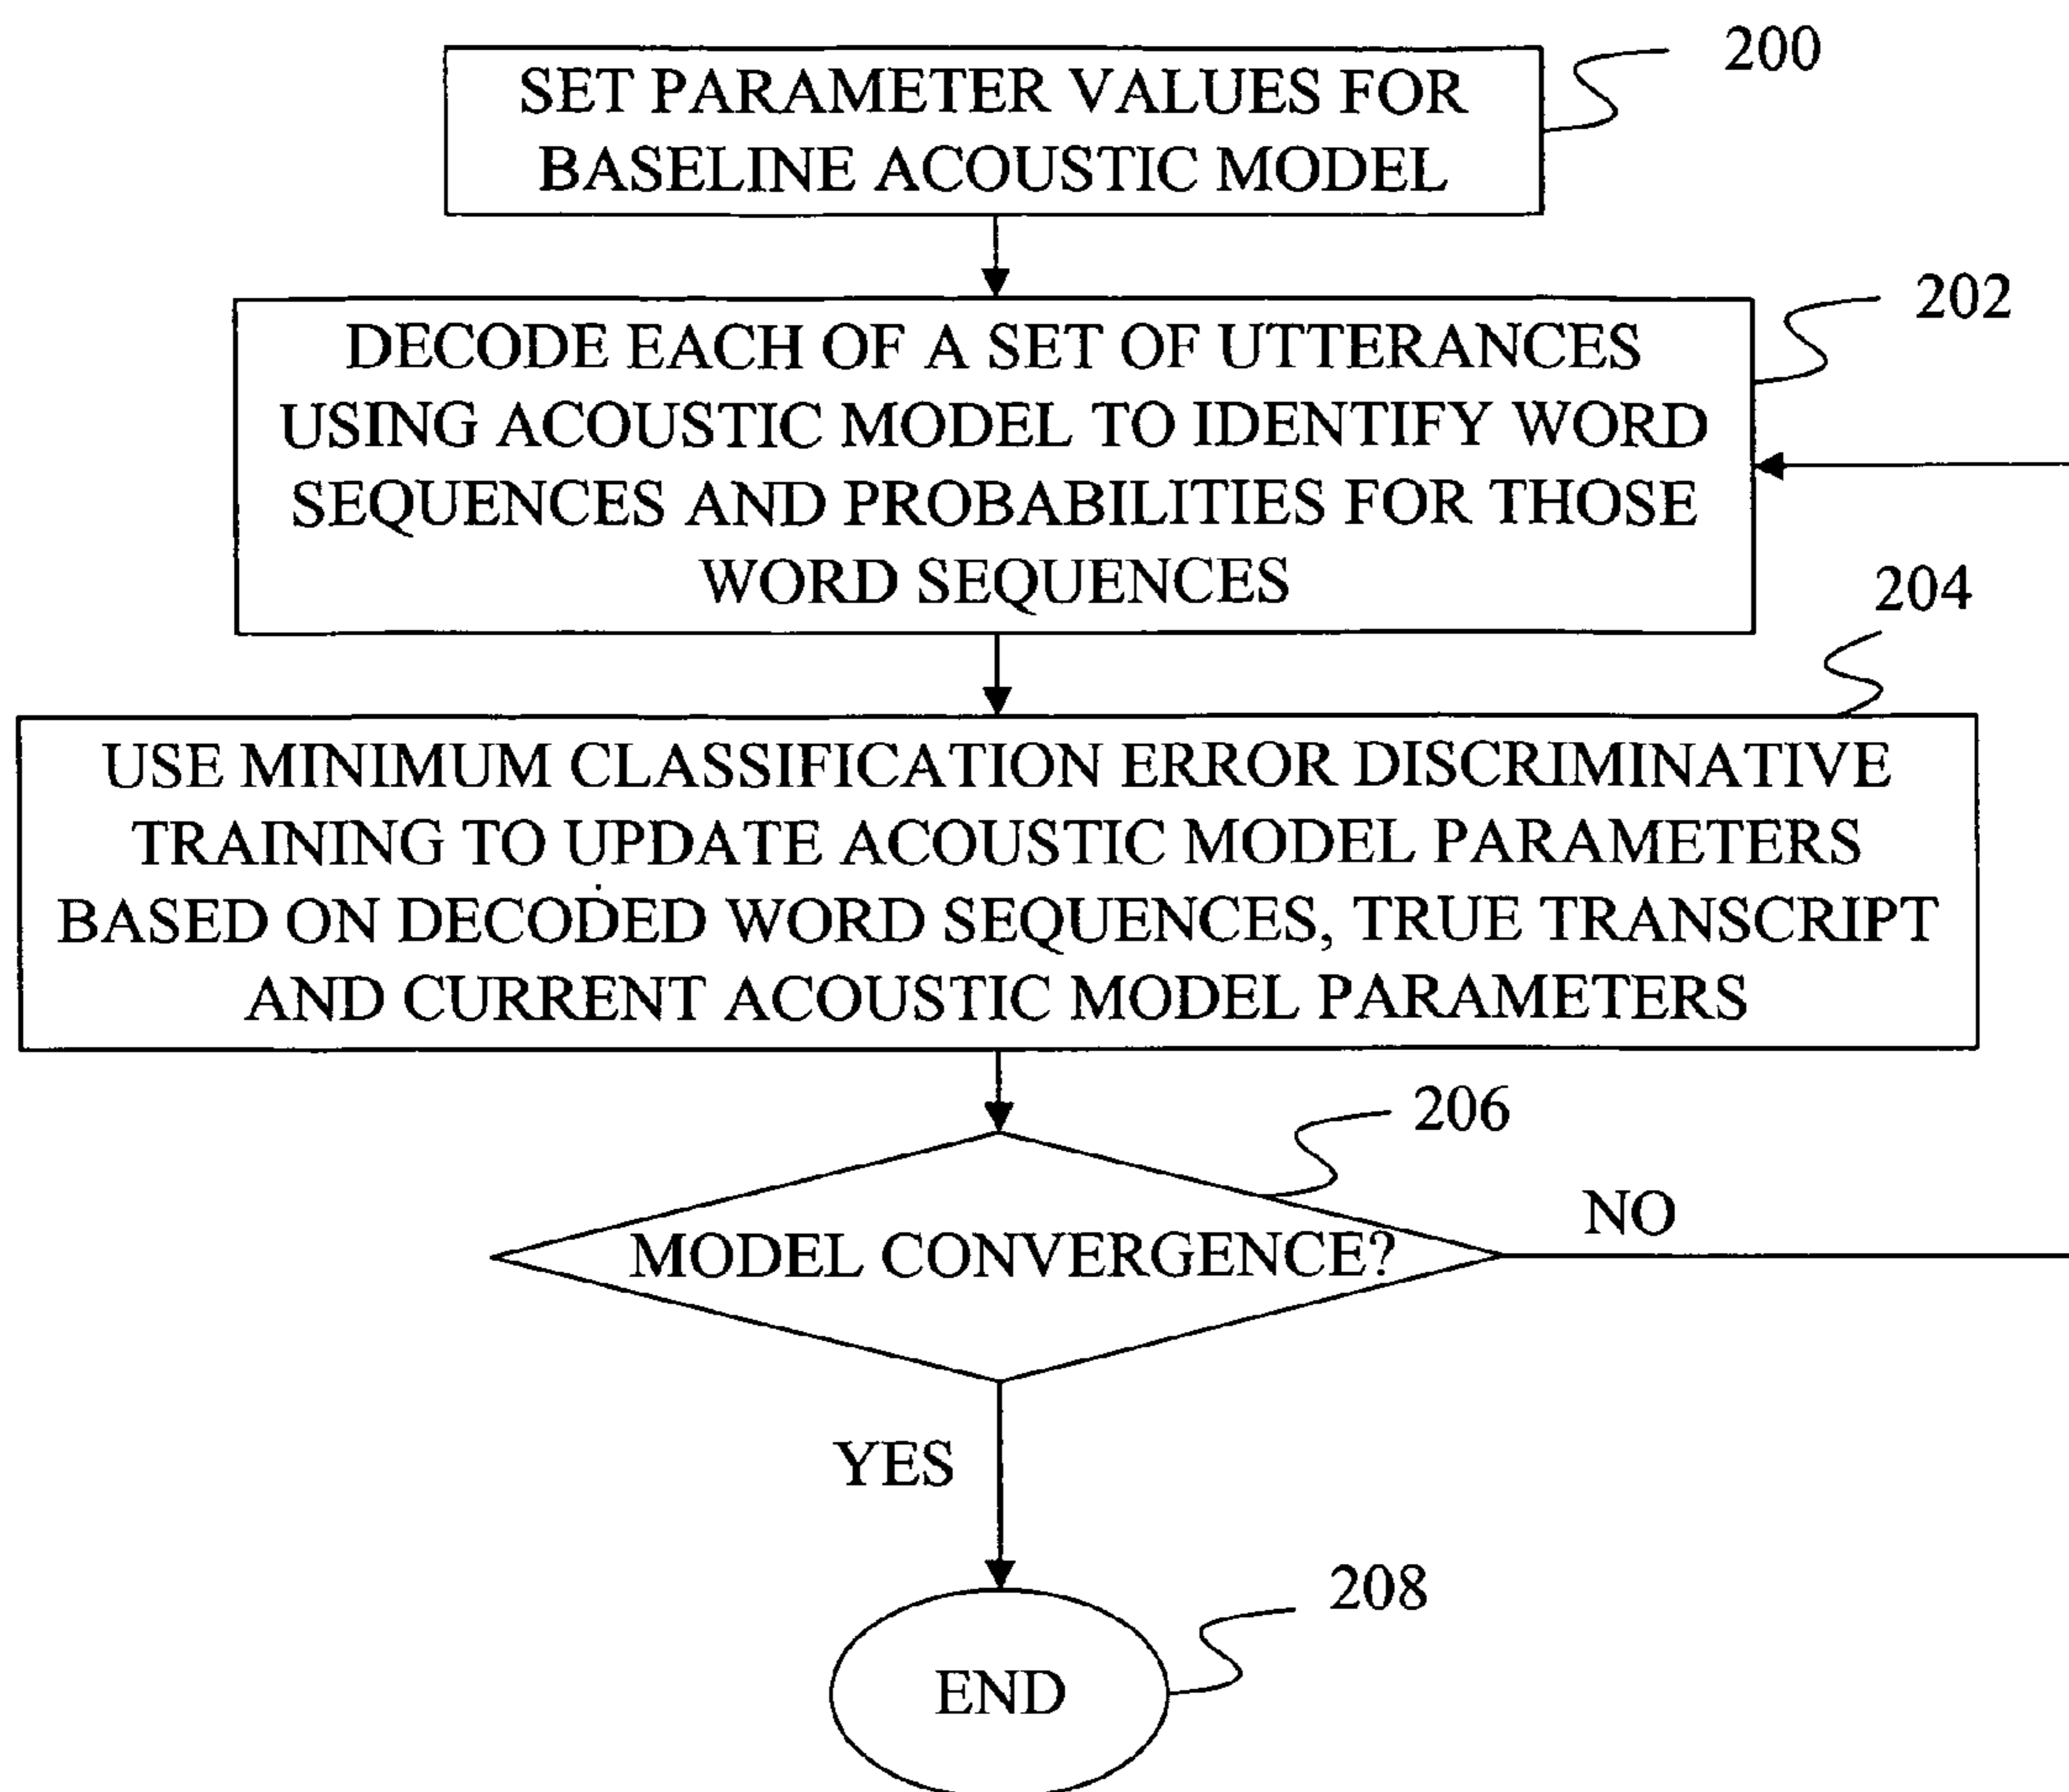 200
SET PARAMETER VALUES FOR
BASELINE ACOUSTIC MODEL
202
DECODE EACH OF A SET OF UTTERANCES
USING ACOUSTIC MODEL TO IDENTIFY WORD
SEQUENCES AND PROBABILITIES FOR THOSE
WORD SEQUENCES
204
USE MINIMUM CLASSIFICATION ERROR DISCRIMINATIVE
TRAINING TO UPDATE ACOUSTIC MODEL PARAMETERS
BASED ON DECODED WORD SEQUENCES, TRUE TRANSCRIPT
AND CURRENT ACOUSTIC MODEL PARAMETERS
206
MODEL CONVERGENCE?
NO
YES
208
END